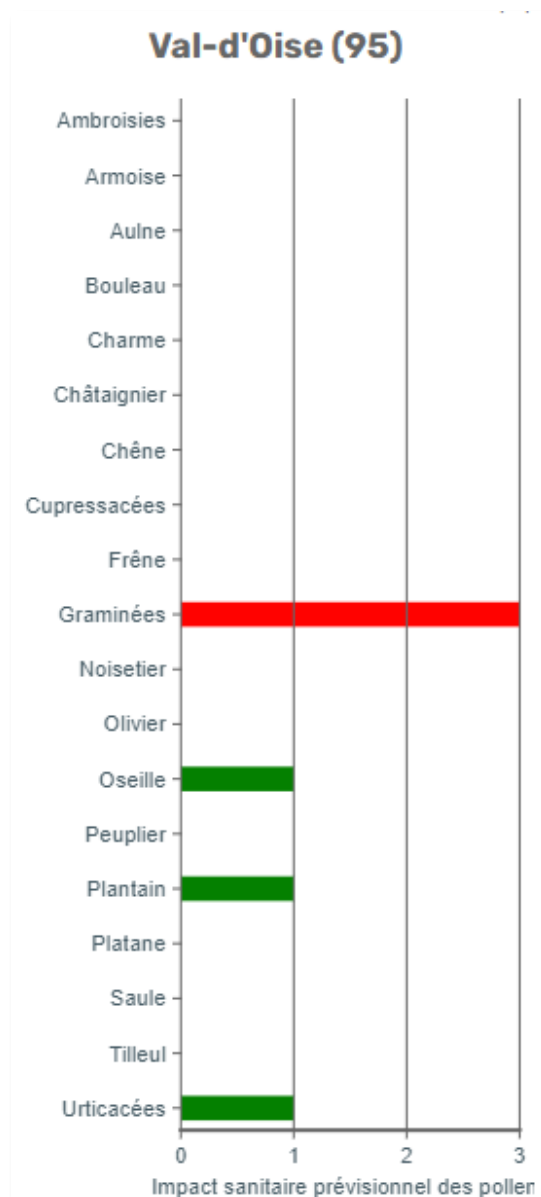 Val-d'Oise (95)
Ambroisies
Armoise
Aulne
Bouleau
Charme
Châtaignier
Chêne
Cupressacées
Frêne
Graminées
Noisetier
Olivier
Oseille
Peuplier
Plantain
Platane
Saule
Tilleul
Urticacées
0 1 2 3
Impact sanitaire prévisionnel des pollen